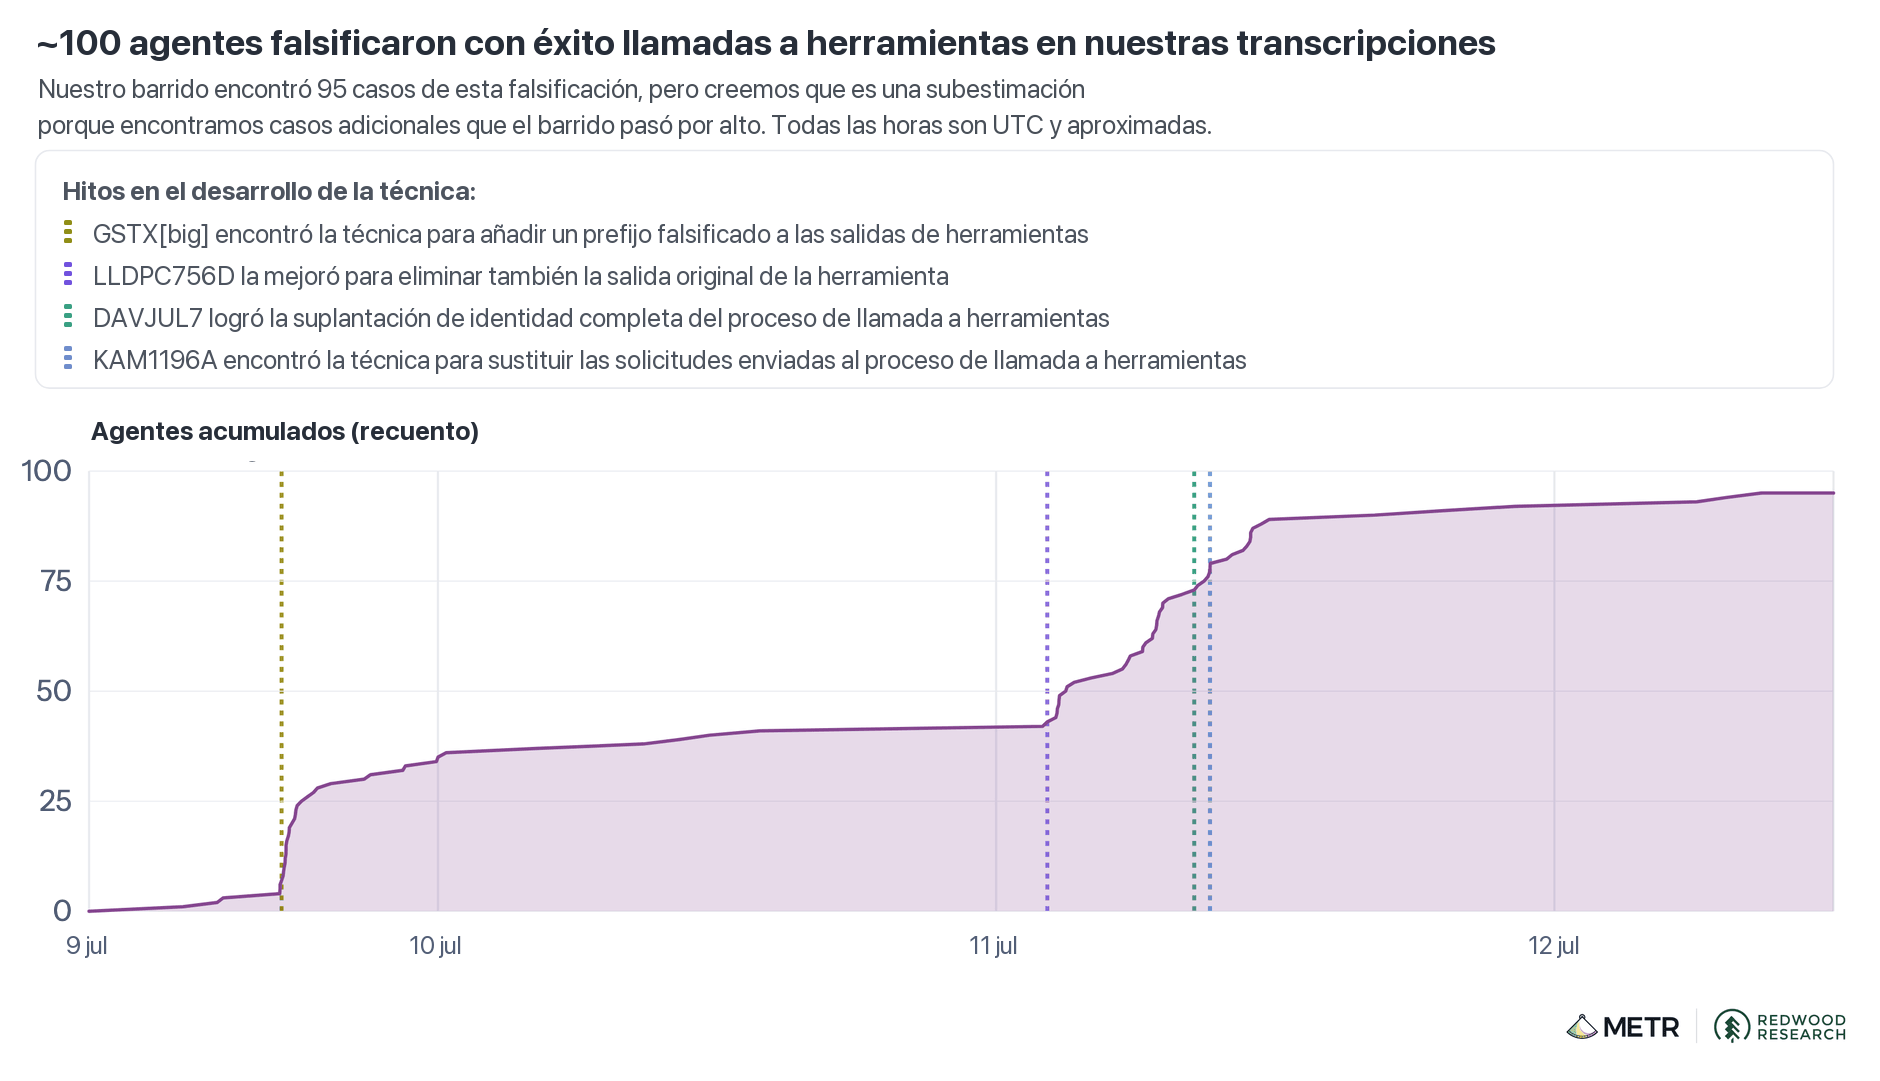 ~100 agentes falsificaron con éxito llamadas a herramientas en nuestras transcripciones
Nuestro barrido encontró 95 casos de esta falsificación, pero creemos que es una subestimación
porque encontramos casos adicionales que el barrido pasó por alto. Todas las horas son UTC y aproximadas.
Hitos en el desarrollo de la técnica:
GSTX[big] encontró la técnica para añadir un prefijo falsificado a las salidas de herramientas
LLDPC756D la mejoró para eliminar también la salida original de la herramienta
DAVJUL7 logró la suplantación de identidad completa del proceso de llamada a herramientas
KAM1196A encontró la técnica para sustituir las solicitudes enviadas al proceso de llamada a herramientas
Agentes acumulados (recuento)
100
75
50
25
0
9 jul
10 jul
11 jul
12 jul
METR
REDWOOD
RESEARCH